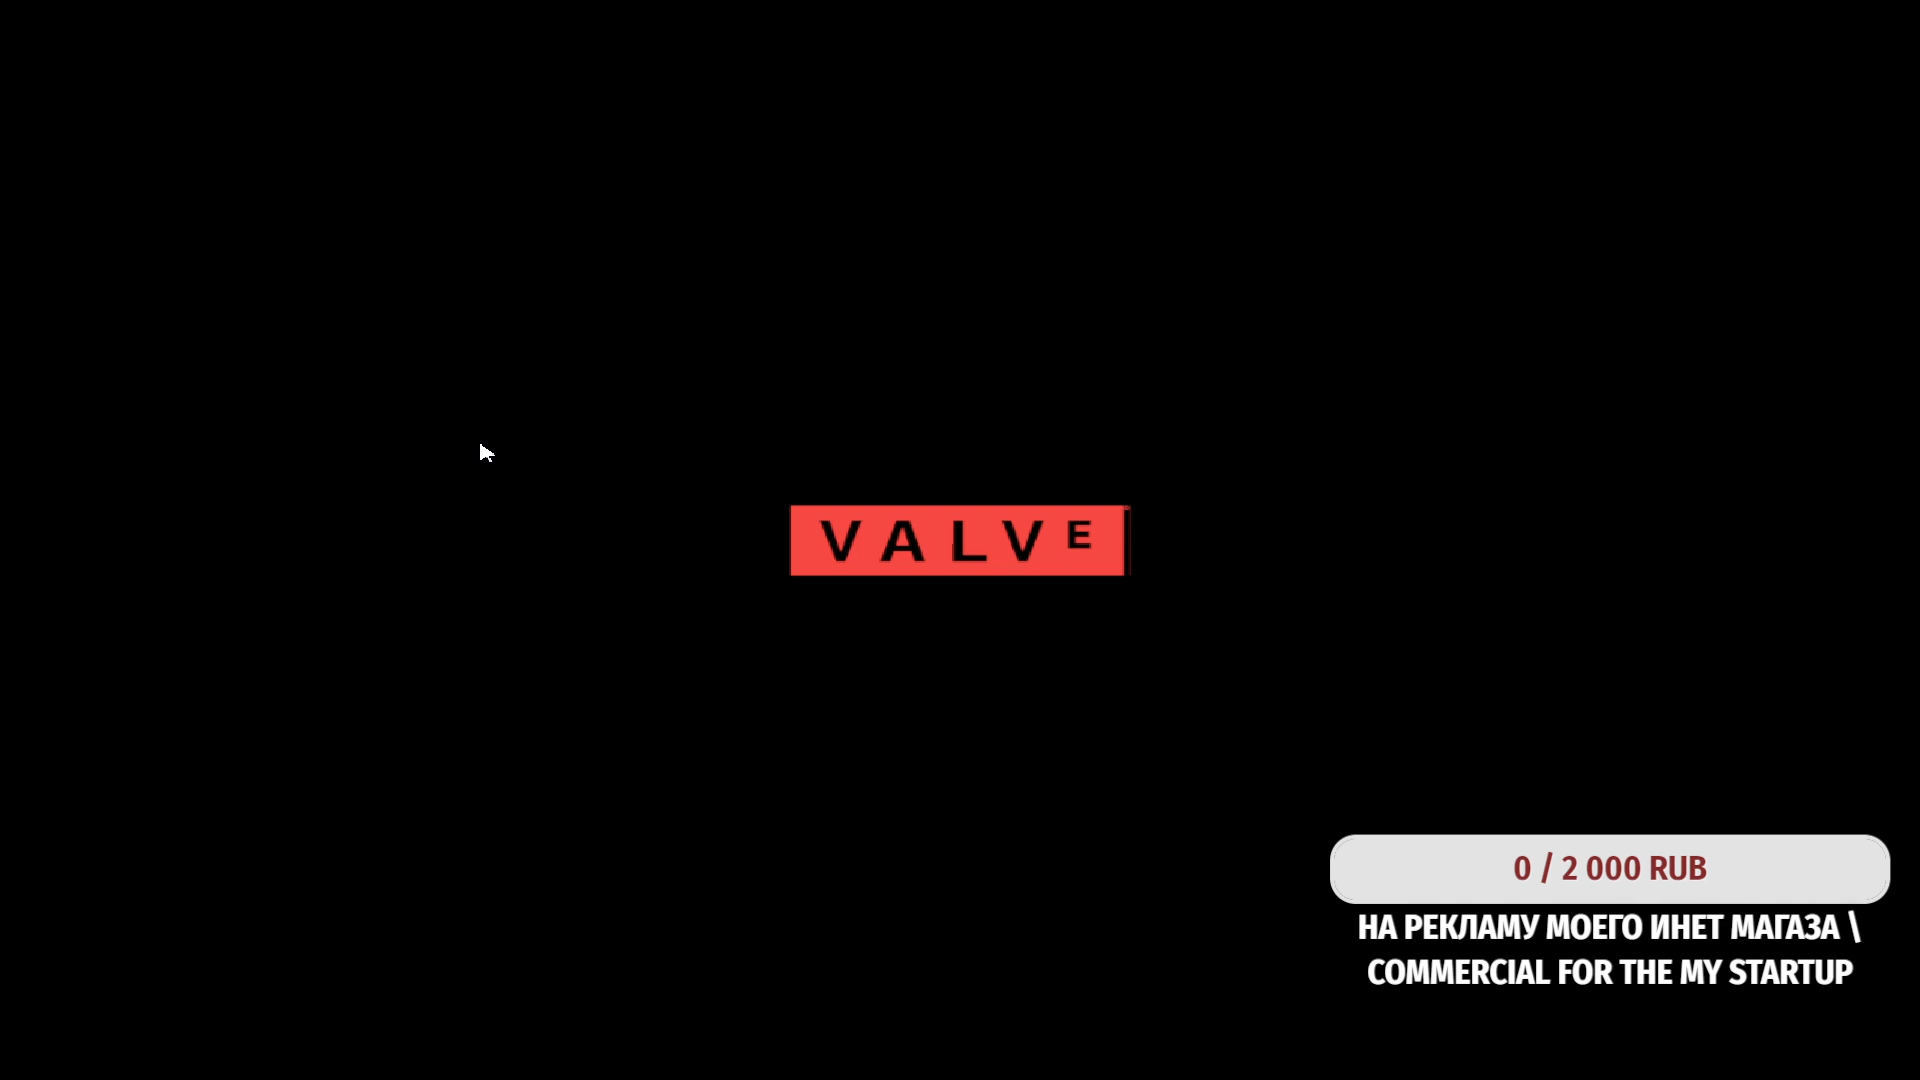 VALVE
0 / 2 000 RUB
НА РЕКЛАМУ МОЕГО ИНЕТ МАГАЗА \
COMMERCIAL FOR THE MY STARTUP